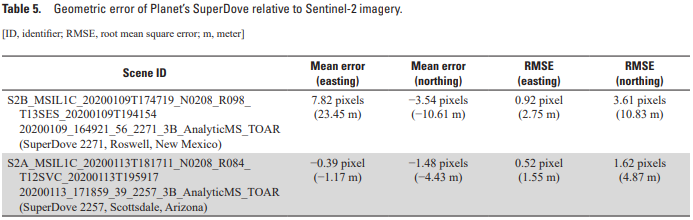 Table 5. Geometric error of Planet's SuperDove relative to Sentinel-2 imagery.
[ID, identifier; RMSE, root mean square error; m, meter]
Scene ID Mean error (easting) Mean error (northing) RMSE (easting) RMSE (northing)
S2B_MSIL1C_20200109T174719_N0208_R098_ 7.82 pixels −3.54 pixels 0.92 pixel 3.61 pixels
T13SES_20200109T194154 (23.45 m) (−10.61 m) (2.75 m) (10.83 m)
20200109_164921_56_2271_3B_AnalyticMS_TOAR
(SuperDove 2271, Roswell, New Mexico)
S2A_MSIL1C_20200113T181711_N0208_R084_ −0.39 pixel −1.48 pixels 0.52 pixel 1.62 pixels
T12SVC_20200113T195917 (−1.17 m) (−4.43 m) (1.55 m) (4.87 m)
20200113_171859_39_2257_3B_AnalyticMS_TOAR
(SuperDove 2257, Scottsdale, Arizona)